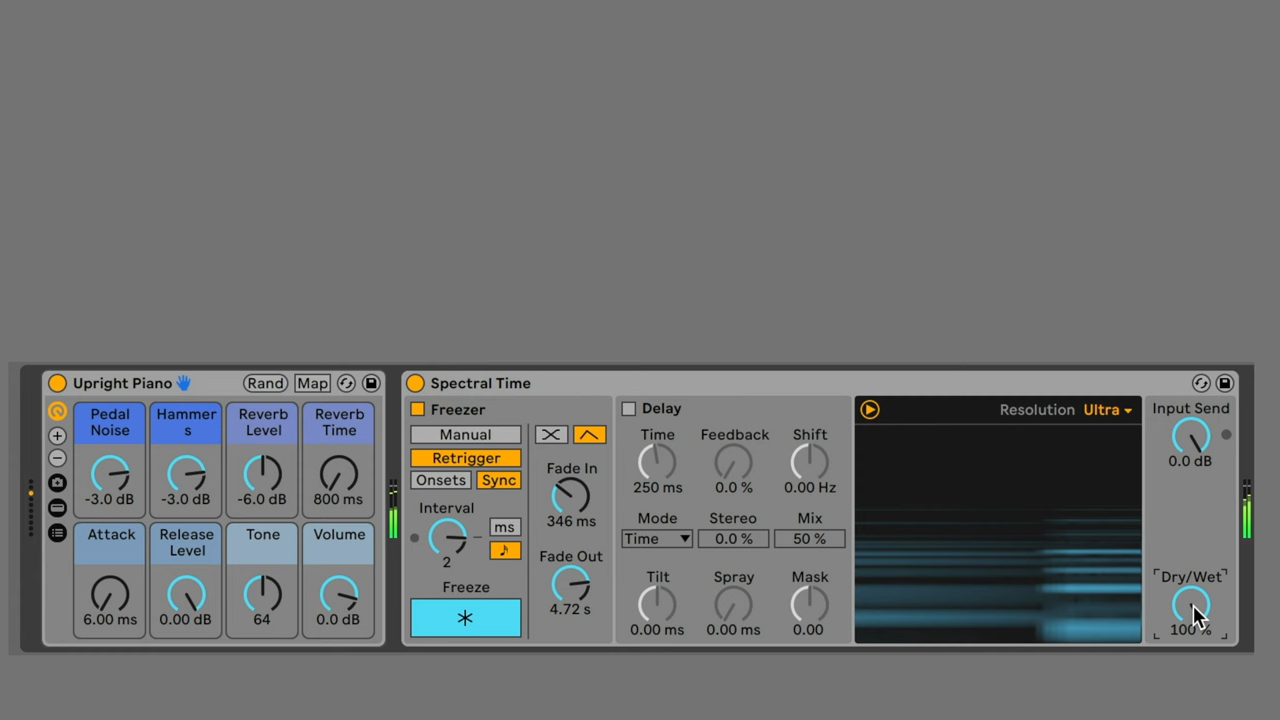 Upright Piano
Rand
Map
Pedal Noise
-3.0 dB
Hammer
s
-3.0 dB
Reverb Level
-6.0 dB
Reverb Time
800 ms
Attack
6.00 ms
Release Level
0.00 dB
Tone
64
Volume
0.0 dB
Spectral Time
Freezer
Manual
Retrigger
Onsets
Sync
Interval
ms
2
Freeze
Fade In
346 ms
Fade Out
4.72 s
Delay
Time
250 ms
Feedback
0.0 %
Shift
0.00 Hz
Mode
Time
Stereo
0.0 %
Mix
50 %
Tilt
0.00 ms
Spray
0.00 ms
Mask
0.00
Resolution Ultra
Input Send
0.0 dB
Dry/Wet
100 %